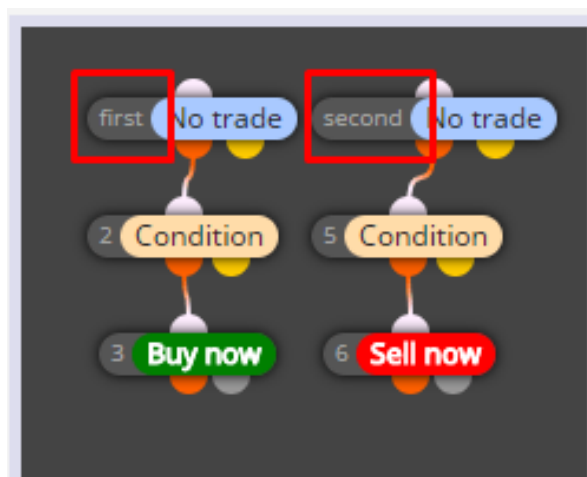 first No trade second No trade
2 Condition 5 Condition
3 Buy now 6 Sell now